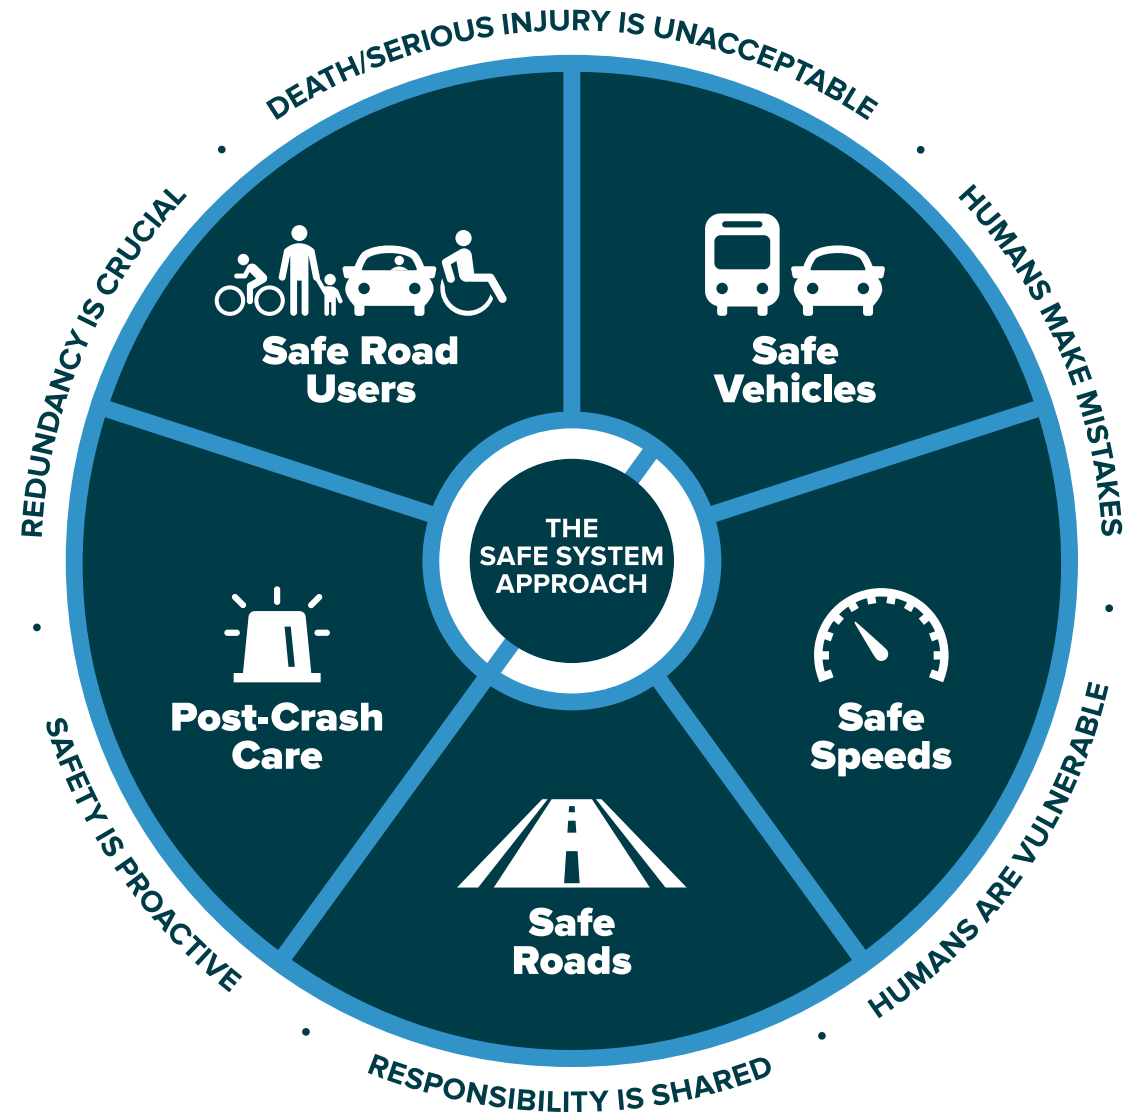 DEATH/SERIOUS INJURY IS UNACCEPTABLE
HUMANS MAKE MISTAKES
HUMANS ARE VULNERABLE
RESPONSIBILITY IS SHARED
SAFETY IS PROACTIVE
REDUNDANCY IS CRUCIAL
Safe Road
Users
Safe
Vehicles
Safe
Speeds
Safe
Roads
Post-Crash
Care
THE
SAFE SYSTEM
APPROACH